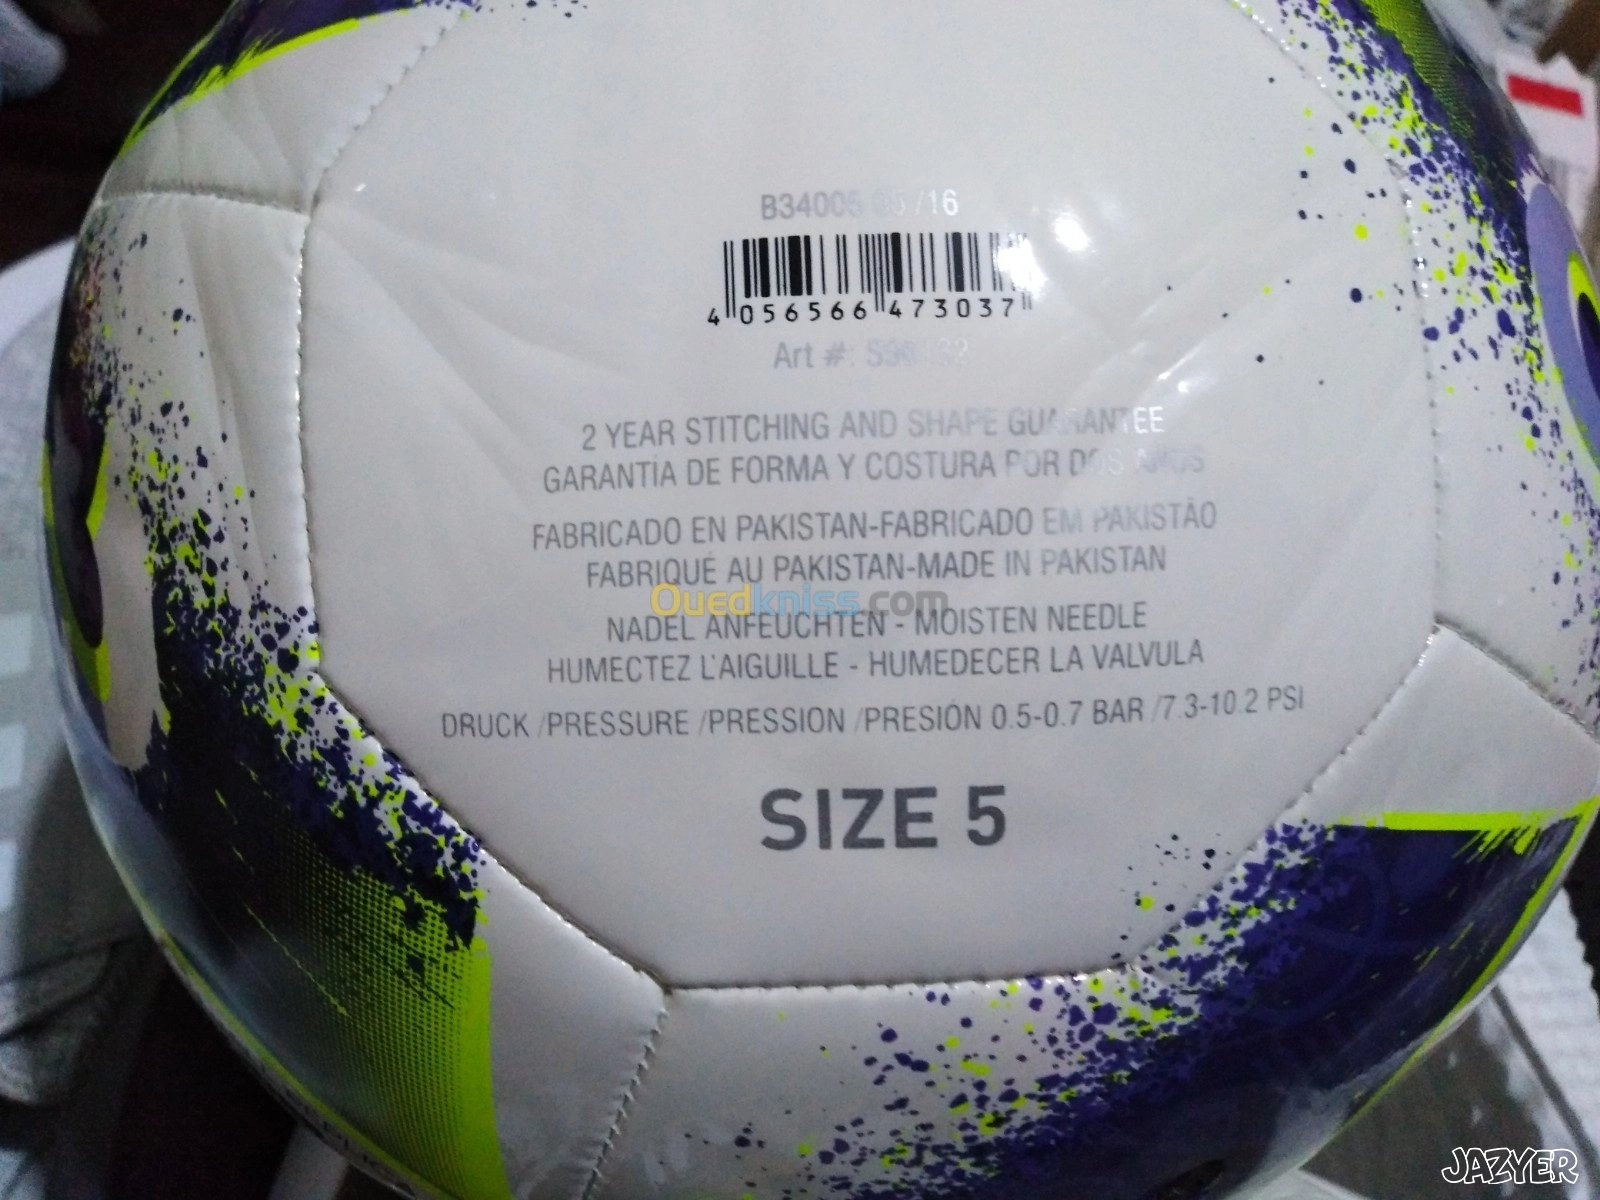 /16
4 056566 473037
Art #:
2 YEAR STITCHING AND SHAPE GUARANTEE
GARANTÍA DE FORMA Y COSTURA POR DOS AÑOS
FABRICADO EN PAKISTAN-FABRICADO EM PAKISTÃO
FABRIQUÉ AU PAKISTAN-MADE IN PAKISTAN
Ouedkniss.com
NADEL ANFEUCHTEN - MOISTEN NEEDLE
HUMECTEZ L'AIGUILLE - HUMEDECER LA VALVULA
DRUCK /PRESSURE /PRESSION /PRESIÓN 0.5-0.7 BAR /7.3-10.2 PSI
SIZE 5
JAZYER